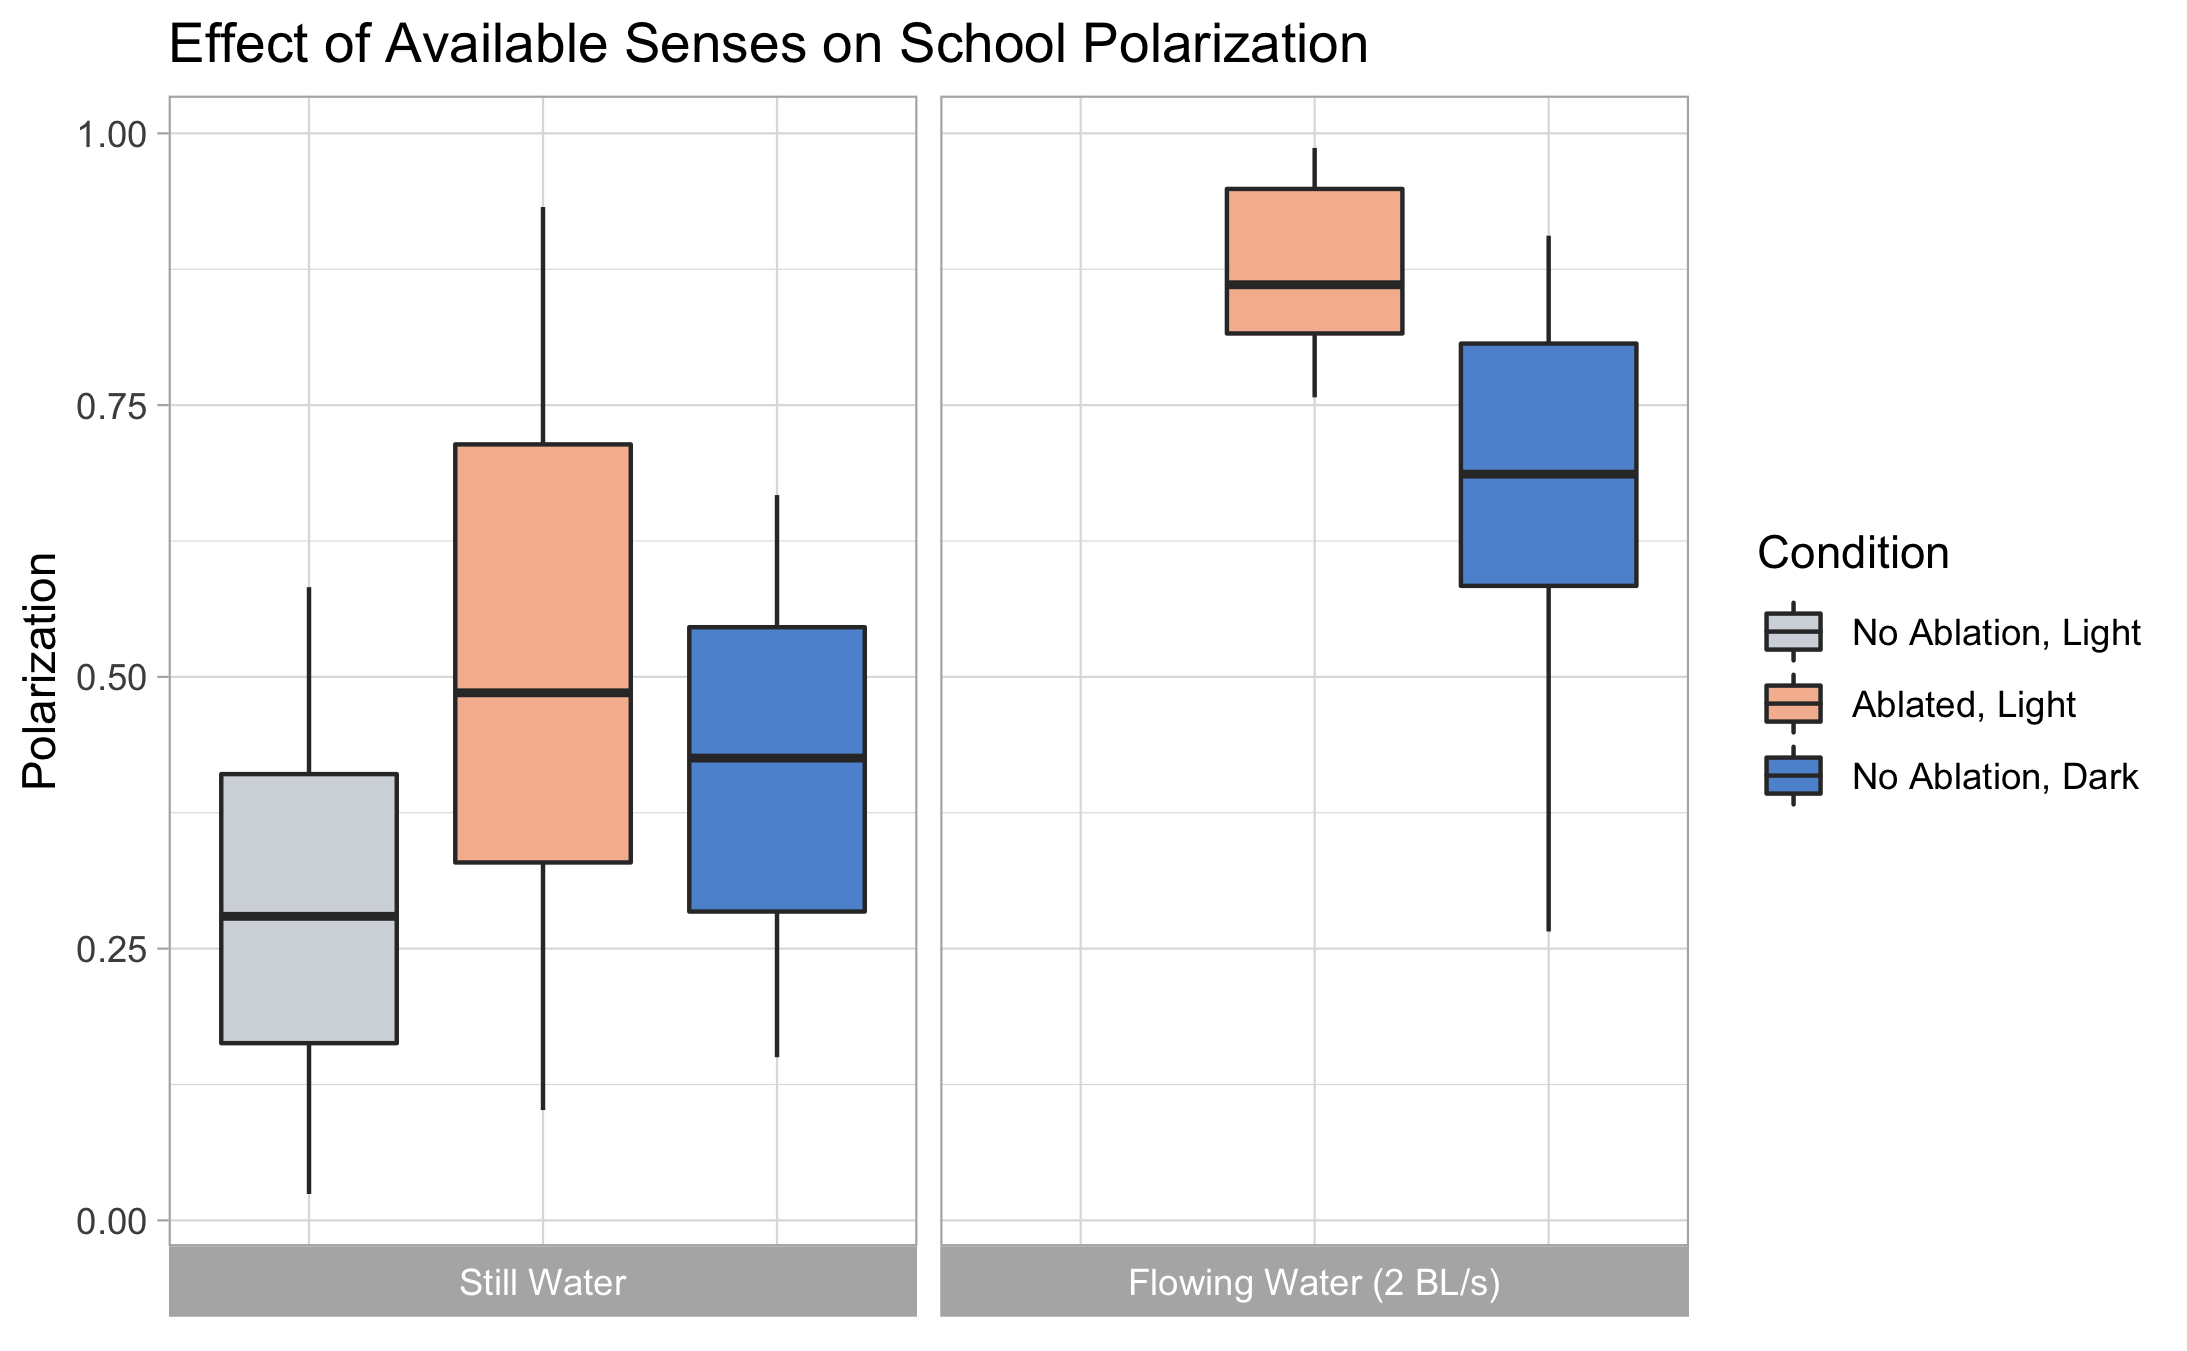 Effect of Available Senses on School Polarization
Polarization
1.00
0.75
0.50
0.25
0.00
Still Water
Flowing Water (2 BL/s)
Condition
No Ablation, Light
Ablated, Light
No Ablation, Dark